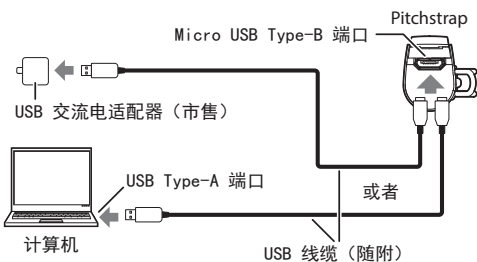 Pitchstrap
Micro USB Type-B 端口
USB 交流电适配器（市售）
USB Type-A 端口
或者
计算机
USB 线缆（随附）